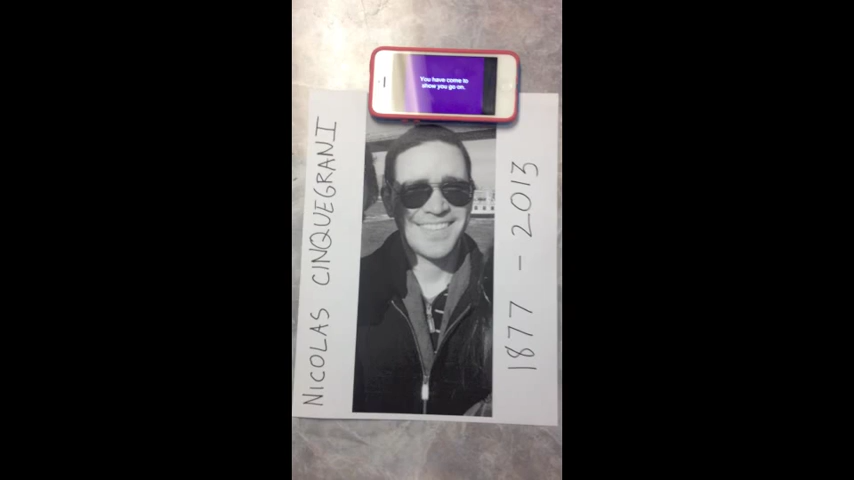 You have come to
show you go on.
NICOLAS CINQUEGRANI
1877 - 2013